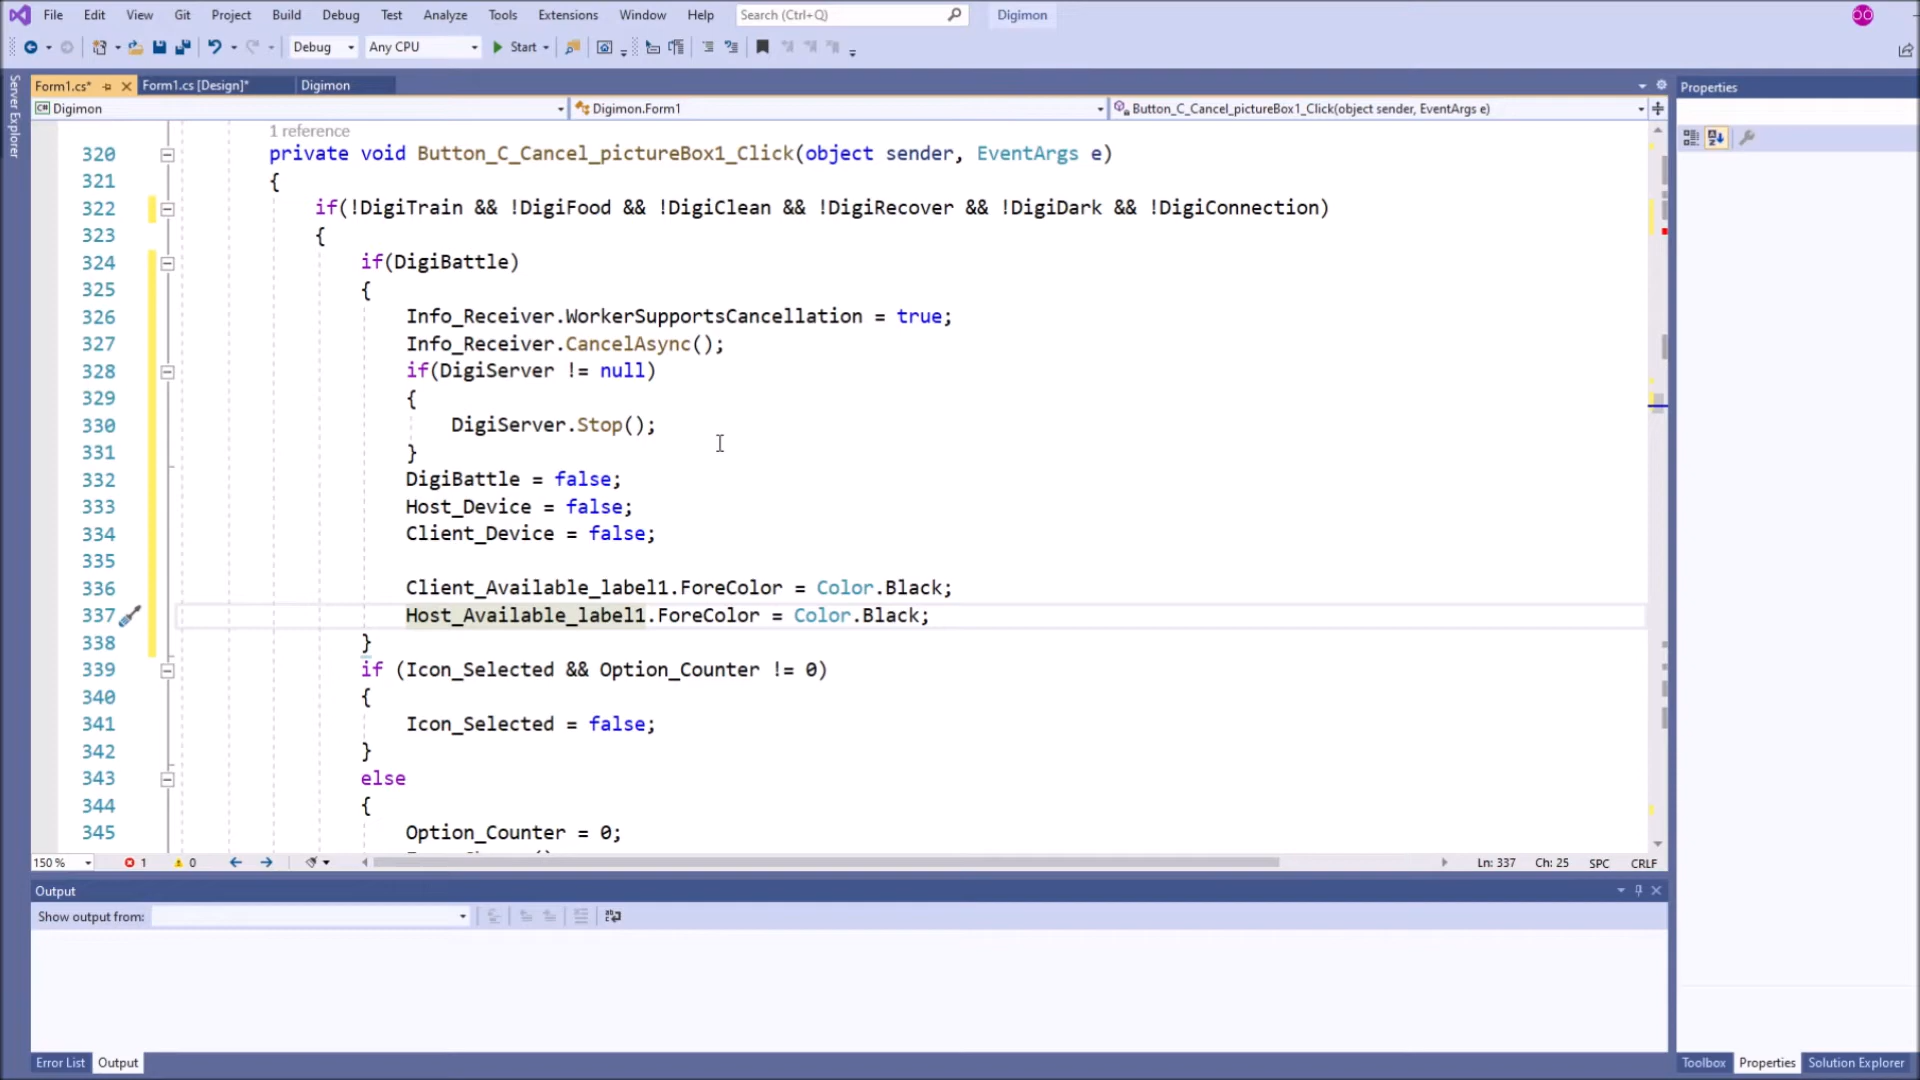 File Edit View Git Project Build Debug Test Analyze Tools Extensions Window Help Search (Ctrl+Q) Digimon
Debug Any CPU Start
Form1.cs* Form1.cs [Design]* Digimon
Properties
Digimon Digimon.Form1 Button_C_Cancel_pictureBox1_Click(object sender, EventArgs e)
Server Explorer
1 reference
320 private void Button_C_Cancel_pictureBox1_Click(object sender, EventArgs e)
321 {
322 if(!DigiTrain && !DigiFood && !DigiClean && !DigiRecover && !DigiDark && !DigiConnection)
323 {
324 if(DigiBattle)
325 {
326 Info_Receiver.WorkerSupportsCancellation = true;
327 Info_Receiver.CancelAsync();
328 if(DigiServer != null)
329 {
330 DigiServer.Stop();
331 }
332 DigiBattle = false;
333 Host_Device = false;
334 Client_Device = false;
335
336 Client_Available_label1.ForeColor = Color.Black;
337 Host_Available_label1.ForeColor = Color.Black;
338 }
339 if (Icon_Selected && Option_Counter != 0)
340 {
341 Icon_Selected = false;
342 }
343 else
344 {
345 Option_Counter = 0;
150 % 1 0 Ln: 337 Ch: 25 SPC CRLF
Output
Show output from:
Error List Output
Toolbox Properties Solution Explorer